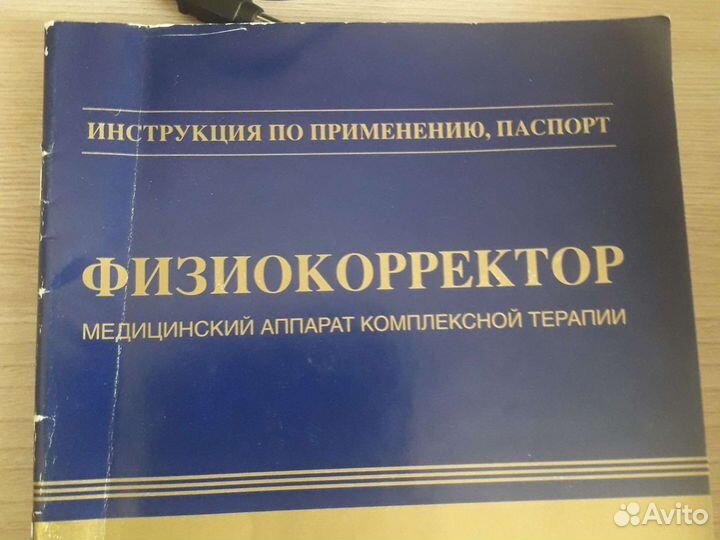 ИНСТРУКЦИЯ ПО ПРИМЕНЕНИЮ, ПАСПОРТ
ФИЗИОКОРРЕКТОР
МЕДИЦИНСКИЙ АППАРАТ КОМПЛЕКСНОЙ ТЕРАПИИ
Avito